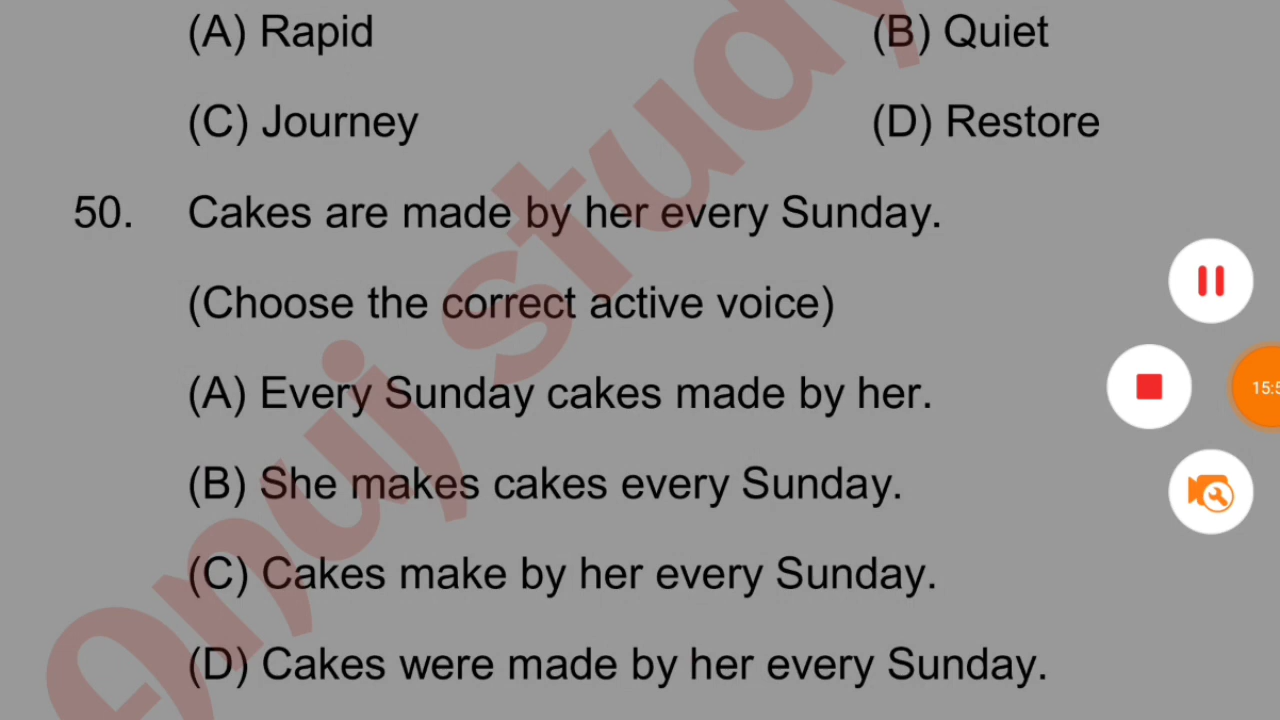 (A) Rapid (B) Quiet
(C) Journey (D) Restore
50. Cakes are made by her every Sunday.
(Choose the correct active voice)
(A) Every Sunday cakes made by her.
(B) She makes cakes every Sunday.
(C) Cakes make by her every Sunday.
(D) Cakes were made by her every Sunday.
Anuj study